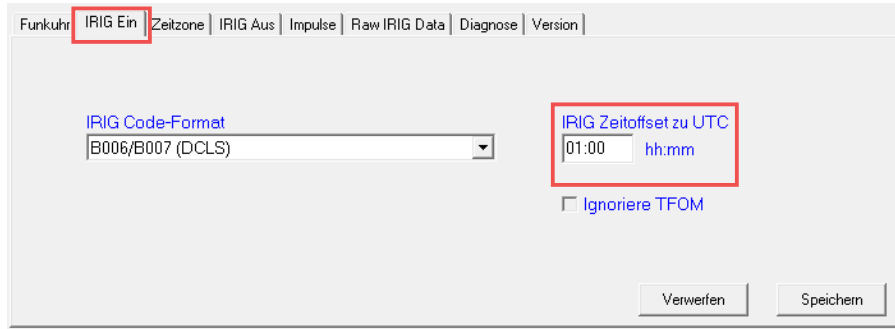 Funkuhr IRIG Ein Zeitzone IRIG Aus Impulse Raw IRIG Data Diagnose Version
IRIG Code-Format
B006/B007 (DCLS)
IRIG Zeitoffset zu UTC
01:00 hh:mm
Ignoriere TFOM
Verwerfen Speichern